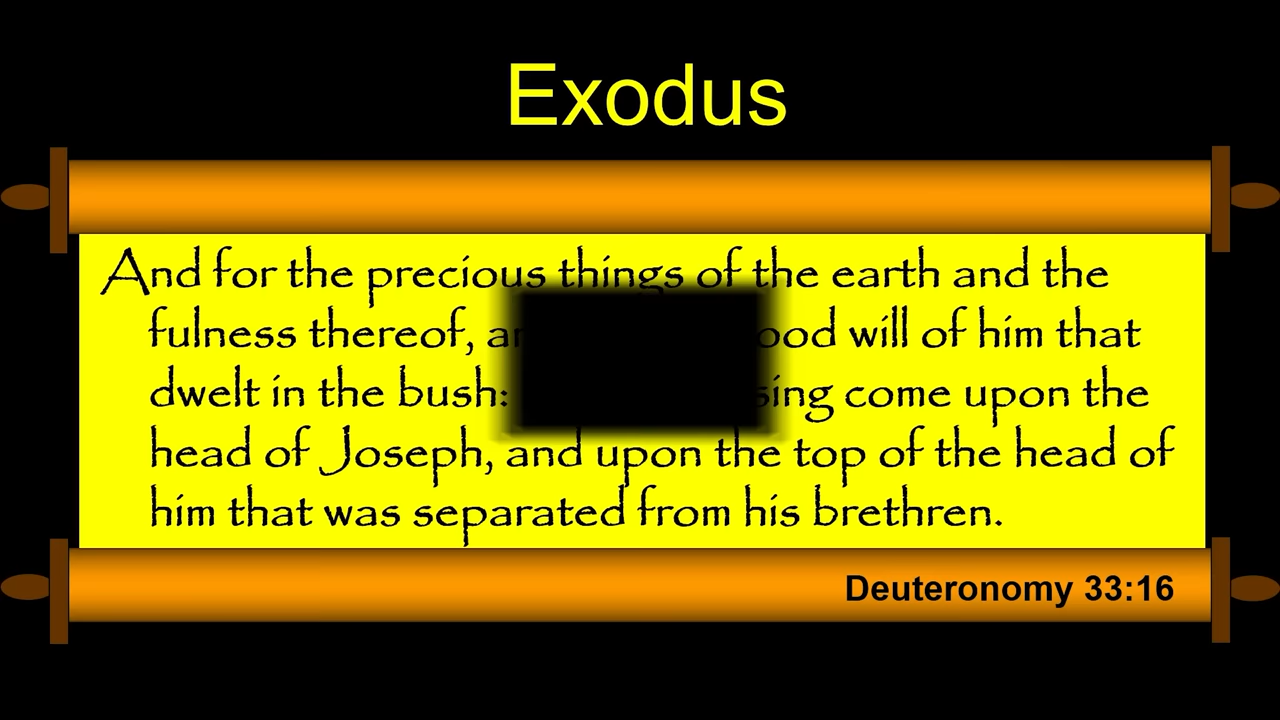 Exodus
And for the precious things of the earth and the
fulness thereof, will of him that
dwelt in the bush: come upon the
head of Joseph, and upon the top of the head of
him that was separated from his brethren.
Deuteronomy 33:16